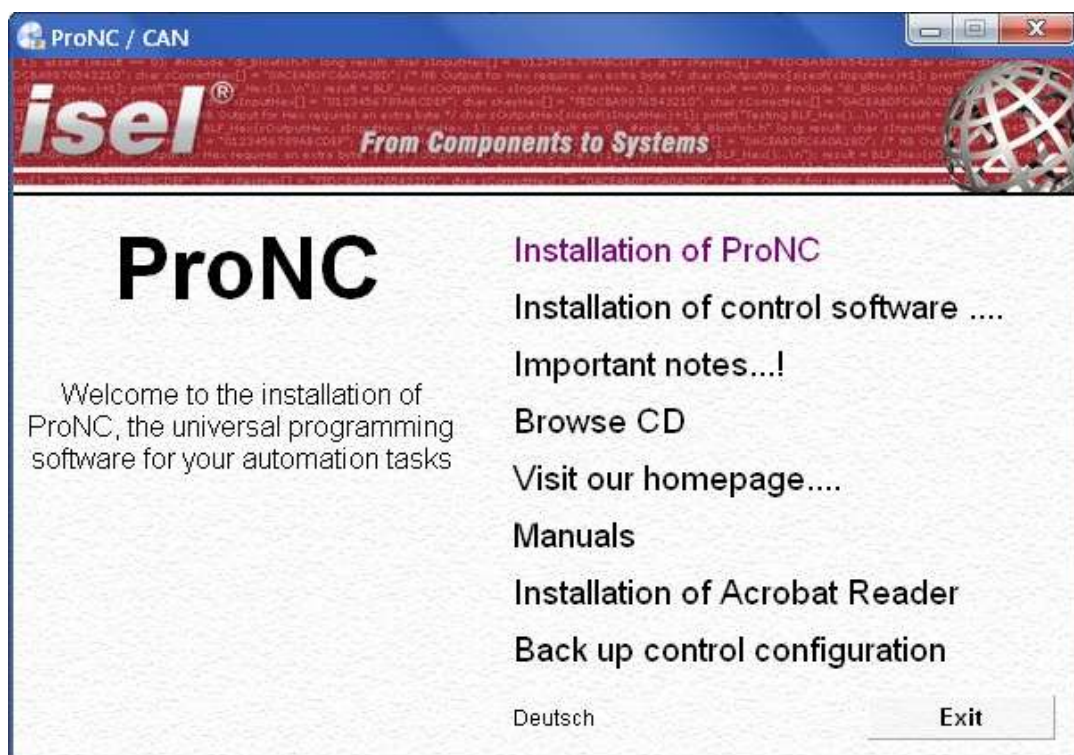 ProNC / CAN
isel®
From Components to Systems
ProNC
Welcome to the installation of
ProNC, the universal programming
software for your automation tasks
Installation of ProNC
Installation of control software ....
Important notes...!
Browse CD
Visit our homepage....
Manuals
Installation of Acrobat Reader
Back up control configuration
Deutsch
Exit